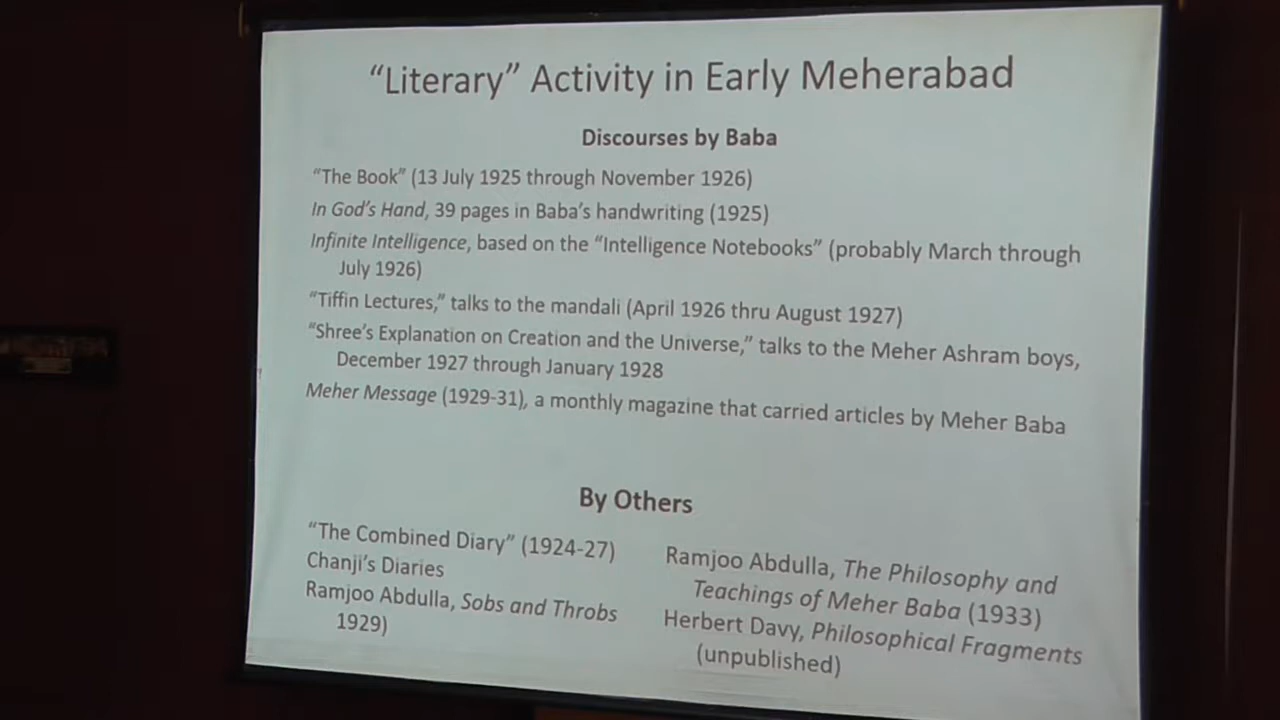 “Literary” Activity in Early Meherabad
Discourses by Baba
“The Book” (13 July 1925 through November 1926)
In God’s Hand, 39 pages in Baba’s handwriting (1925)
Infinite Intelligence, based on the “Intelligence Notebooks” (probably March through
July 1926)
“Tiffin Lectures,” talks to the mandali (April 1926 thru August 1927)
“Shree’s Explanation on Creation and the Universe,” talks to the Meher Ashram boys,
December 1927 through January 1928
Meher Message (1929-31), a monthly magazine that carried articles by Meher Baba
By Others
“The Combined Diary” (1924-27)
Chanji’s Diaries
Ramjoo Abdulla, Sobs and Throbs
1929)
Ramjoo Abdulla, The Philosophy and
Teachings of Meher Baba (1933)
Herbert Davy, Philosophical Fragments
(unpublished)